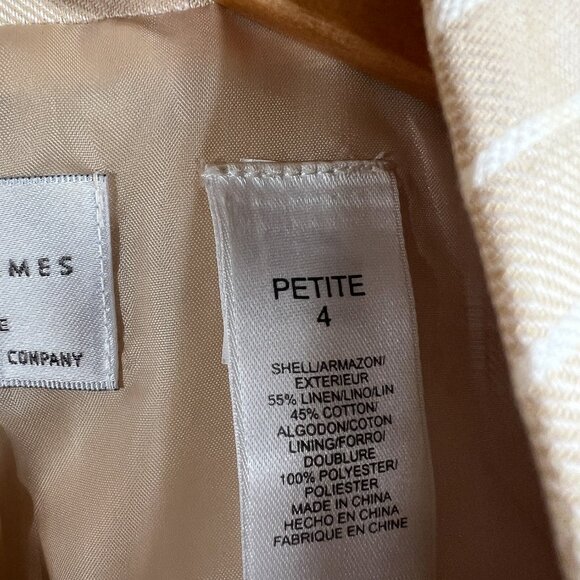 MES
E
COMPANY
PETITE
4
SHELL/ARMAZON/
EXTERIEUR
55% LINEN/LINO/LIN
45% COTTON/
ALGODON/COTON
LINING/FORRO/
DOUBLURE
100% POLYESTER/
POLIESTER
MADE IN CHINA
HECHO EN CHINA
FABRIQUE EN CHINE